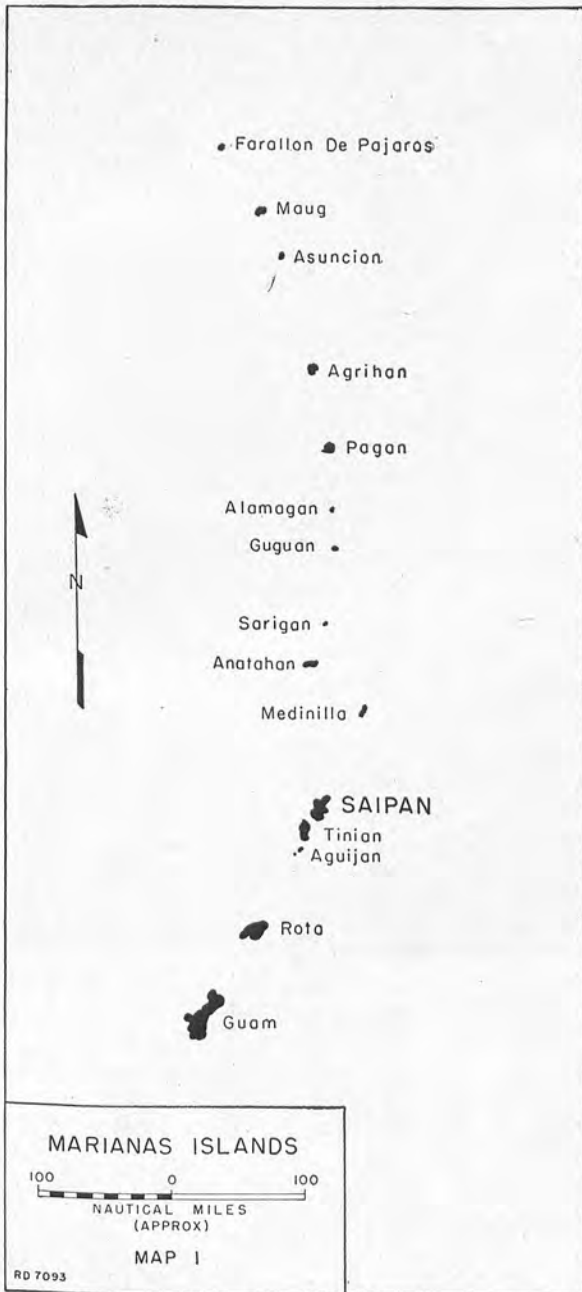 Farallon De Pajaros
Maug
Asuncion
Agrihan
Pagan
Alamagan
Guguan
N
Sarigan
Anatahan
Medinilla
SAIPAN
Tinian
Aguijan
Rota
Guam
MARIANAS ISLANDS
100 0 100
NAUTICAL MILES
(APPROX)
MAP I
RD 7093